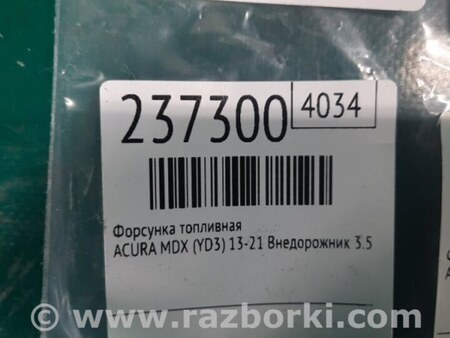 237300 4034
Форсунка топливная
ACURA MDX (YD3) 13-21 Внедорожник 3.5
© www.razborki.com